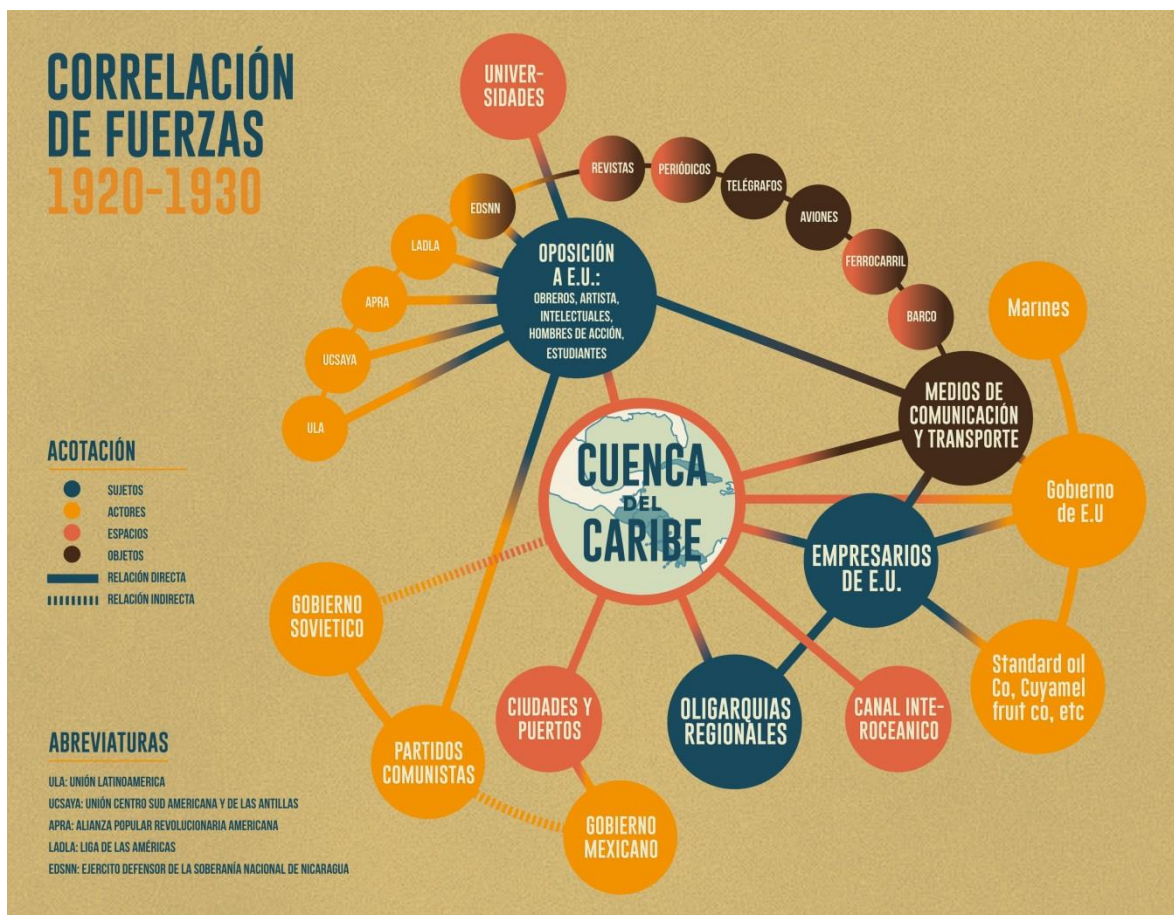 CORRELACIÓN
DE FUERZAS
1920-1930
UNIVER-
SIDADES
REVISTAS
PERIÓDICOS
TELÉGRAFOS
AVIONES
FERROCARRIL
BARCO
EDSNN
LADLA
APRA
UCSAYA
ULA
OPOSICIÓN
A E.U.:
OBREROS, ARTISTA,
INTELECTUALES,
HOMBRES DE ACCIÓN,
ESTUDIANTES
Marines
MEDIOS DE
COMUNICACIÓN
Y TRANSPORTE
Gobierno
de E.U
CUENCA
DEL
CARIBE
EMPRESARIOS
DE E.U.
ACOTACIÓN
SUJETOS
ACTORES
ESPACIOS
OBJETOS
RELACIÓN DIRECTA
RELACIÓN INDIRECTA
GOBIERNO
SOVIETICO
Standard oil
Co, Cuyamel
fruit co, etc
CIUDADES Y
PUERTOS
OLIGARQUIAS
REGIONALES
CANAL INTE-
ROCEANICO
PARTIDOS
COMUNISTAS
GOBIERNO
MEXICANO
ABREVIATURAS
ULA: UNIÓN LATINOAMERICA
UCSAYA: UNIÓN CENTRO SUD AMERICANA Y DE LAS ANTILLAS
APRA: ALIANZA POPULAR REVOLUCIONARIA AMERICANA
LADLA: LIGA DE LAS AMÉRICAS
EDSNN: EJERCITO DEFENSOR DE LA SOBERANÍA NACIONAL DE NICARAGUA